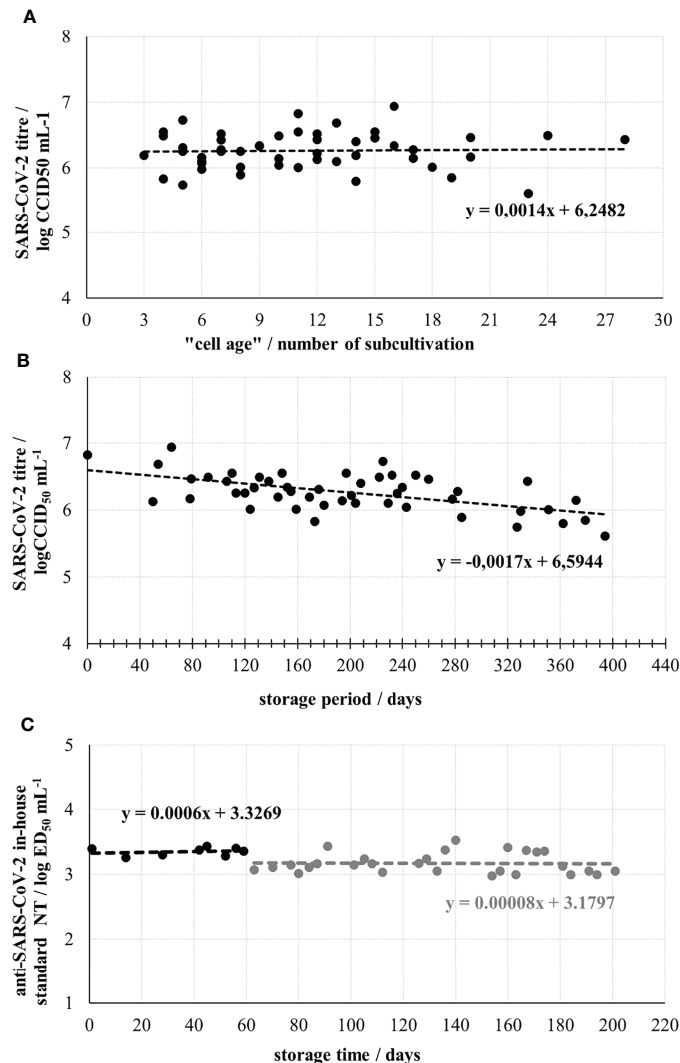 A
8
7
6
5
4
SARS-CoV-2 titre /
log CCID50 mL-1
y = 0,0014x + 6,2482
0 3 6 9 12 15 18 21 24 27 30
"cell age" / number of subcultivation
B
8
7
6
5
4
SARS-CoV-2 titre /
logCCID50 mL-1
y = -0,0017x + 6,5944
0 40 80 120 160 200 240 280 320 360 400 440
storage period / days
C
5
4
3
2
1
anti-SARS-CoV-2 in-house
standard NT / log ED50 mL-1
y = 0.0006x + 3.3269
y = 0.00008x + 3.1797
0 20 40 60 80 100 120 140 160 180 200 220
storage time / days